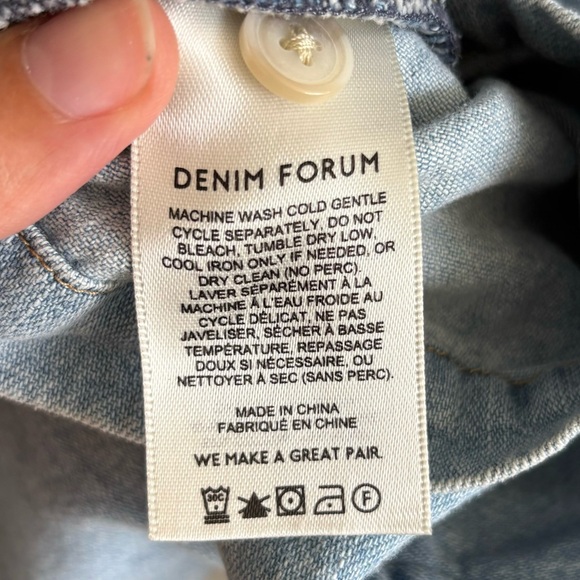 DENIM FORUM
MACHINE WASH COLD GENTLE
CYCLE SEPARATELY, DO NOT
BLEACH, TUMBLE DRY LOW,
COOL IRON ONLY IF NEEDED, OR
DRY CLEAN (NO PERC).
LAVER SÉPARÉMENT À LA
MACHINE À L'EAU FROIDE AU
CYCLE DÉLICAT, NE PAS
JAVELISER, SÉCHER À BASSE
TEMPÉRATURE, REPASSAGE
DOUX SI NÉCESSAIRE, OU
NETTOYER À SEC (SANS PERC).
MADE IN CHINA
FABRIQUÉ EN CHINE
WE MAKE A GREAT PAIR.
30C F